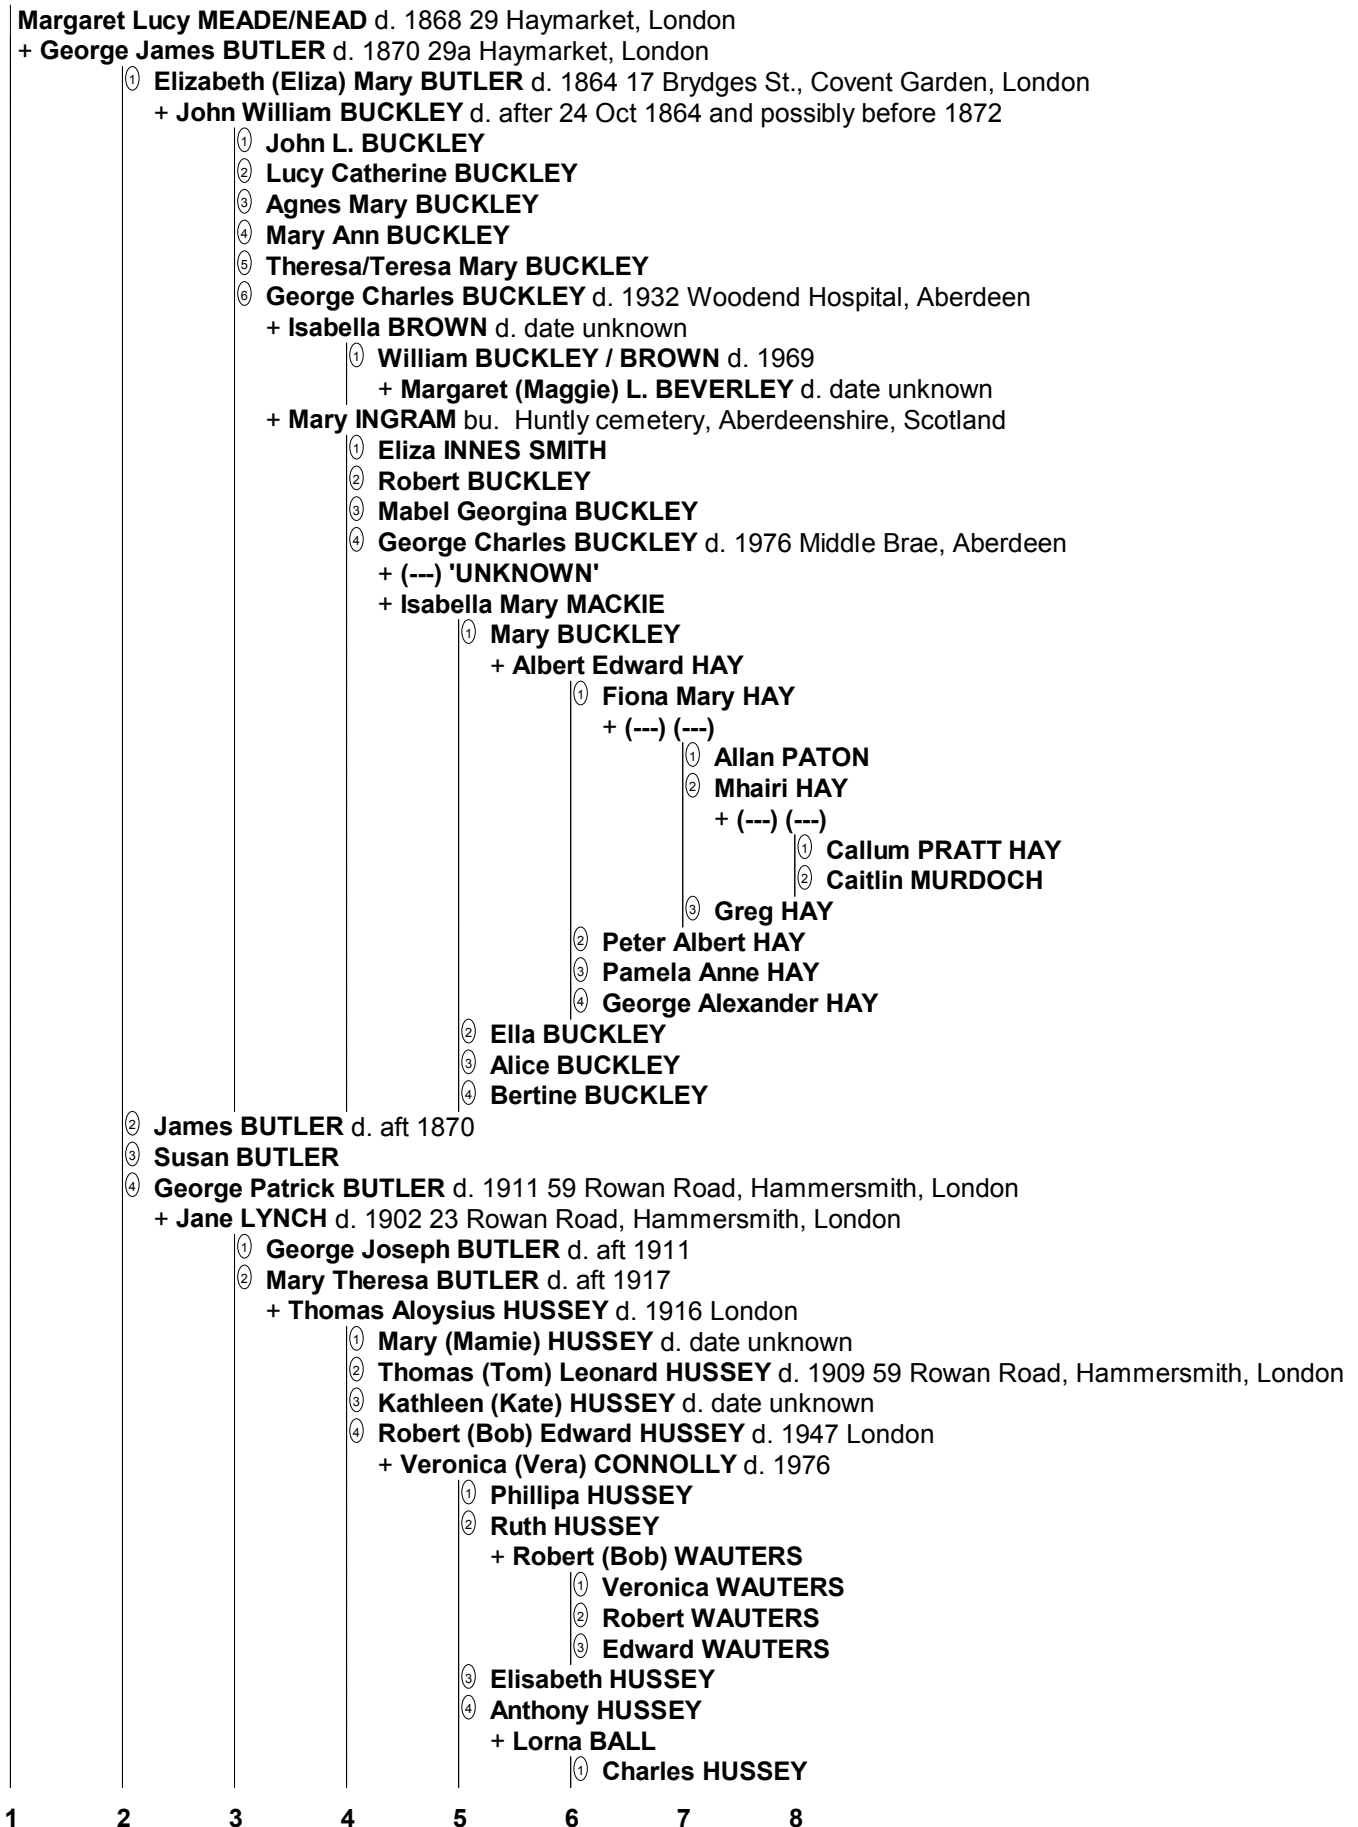 Margaret Lucy MEADE/NEAD d. 1868 29 Haymarket, London
+ George James BUTLER d. 1870 29a Haymarket, London
1 Elizabeth (Eliza) Mary BUTLER d. 1864 17 Brydges St., Covent Garden, London
+ John William BUCKLEY d. after 24 Oct 1864 and possibly before 1872
1 John L. BUCKLEY
2 Lucy Catherine BUCKLEY
3 Agnes Mary BUCKLEY
4 Mary Ann BUCKLEY
5 Theresa/Teresa Mary BUCKLEY
6 George Charles BUCKLEY d. 1932 Woodend Hospital, Aberdeen
+ Isabella BROWN d. date unknown
1 William BUCKLEY / BROWN d. 1969
+ Margaret (Maggie) L. BEVERLEY d. date unknown
+ Mary INGRAM bu. Huntly cemetery, Aberdeenshire, Scotland
1 Eliza INNES SMITH
2 Robert BUCKLEY
3 Mabel Georgina BUCKLEY
4 George Charles BUCKLEY d. 1976 Middle Brae, Aberdeen
+ (---) 'UNKNOWN'
+ Isabella Mary MACKIE
1 Mary BUCKLEY
+ Albert Edward HAY
1 Fiona Mary HAY
+ (---) (---)
1 Allan PATON
2 Mhairi HAY
+ (---) (---)
1 Callum PRATT HAY
2 Caitlin MURDOCH
3 Greg HAY
2 Peter Albert HAY
3 Pamela Anne HAY
4 George Alexander HAY
2 Ella BUCKLEY
3 Alice BUCKLEY
4 Bertine BUCKLEY
2 James BUTLER d. aft 1870
3 Susan BUTLER
4 George Patrick BUTLER d. 1911 59 Rowan Road, Hammersmith, London
+ Jane LYNCH d. 1902 23 Rowan Road, Hammersmith, London
1 George Joseph BUTLER d. aft 1911
2 Mary Theresa BUTLER d. aft 1917
+ Thomas Aloysius HUSSEY d. 1916 London
1 Mary (Mamie) HUSSEY d. date unknown
2 Thomas (Tom) Leonard HUSSEY d. 1909 59 Rowan Road, Hammersmith, London
3 Kathleen (Kate) HUSSEY d. date unknown
4 Robert (Bob) Edward HUSSEY d. 1947 London
+ Veronica (Vera) CONNOLLY d. 1976
1 Phillipa HUSSEY
2 Ruth HUSSEY
+ Robert (Bob) WAUTERS
1 Veronica WAUTERS
2 Robert WAUTERS
3 Edward WAUTERS
3 Elisabeth HUSSEY
4 Anthony HUSSEY
+ Lorna BALL
1 Charles HUSSEY
1 2 3 4 5 6 7 8